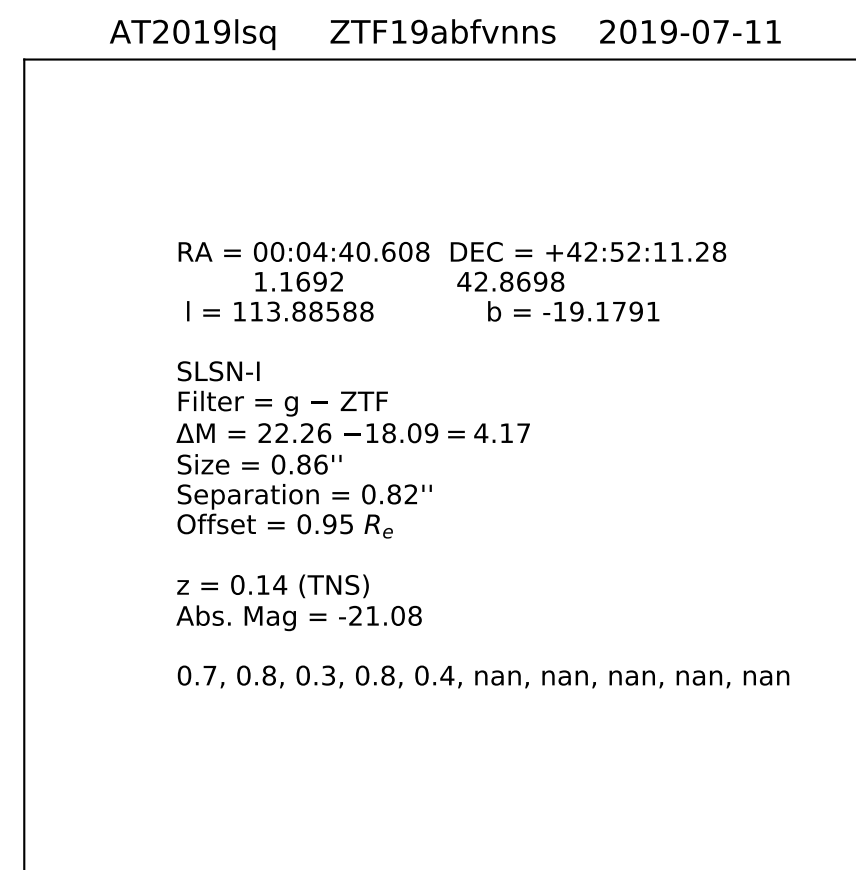 AT2019lsq ZTF19abfvnns 2019-07-11
RA = 00:04:40.608 DEC = +42:52:11.28
1.1692 42.8698
l = 113.88588 b = -19.1791
SLSN-I
Filter = g − ZTF
ΔM = 22.26 −18.09 = 4.17
Size = 0.86''
Separation = 0.82''
Offset = 0.95 Rₑ
z = 0.14 (TNS)
Abs. Mag = -21.08
0.7, 0.8, 0.3, 0.8, 0.4, nan, nan, nan, nan, nan